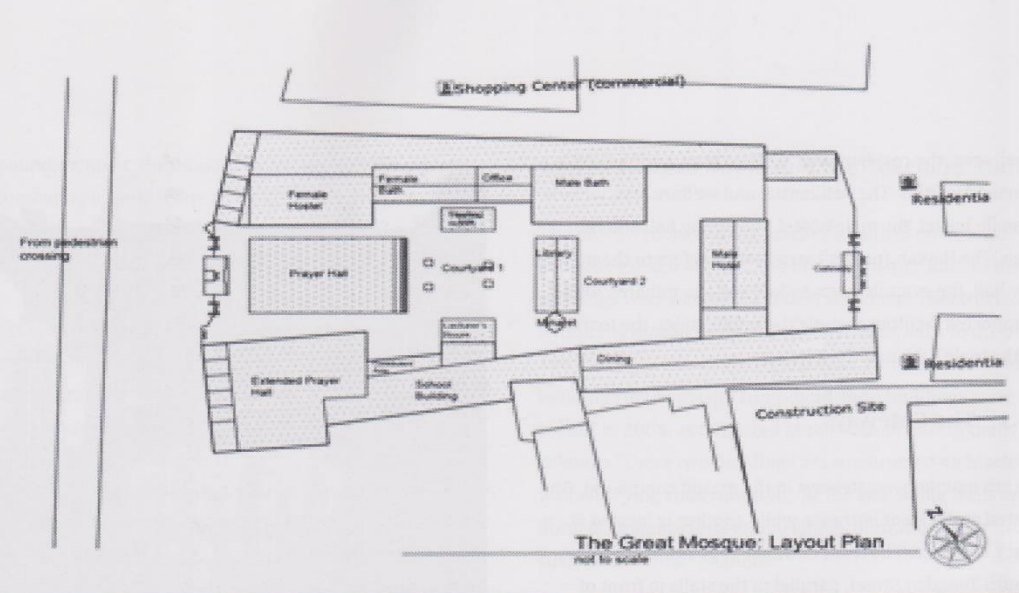 Shopping Center (commercial)
Female
Bath
Office
Male Bath
Female
Hostel
Residentia
From pedestrian
crossing
Prayer Hall
Courtyard 1
Courtyard 2
Male
Hostel
Lecturer's
House
Dining
Extended Prayer
Hall
School
Building
Residentia
Construction Site
The Great Mosque: Layout Plan
not to scale